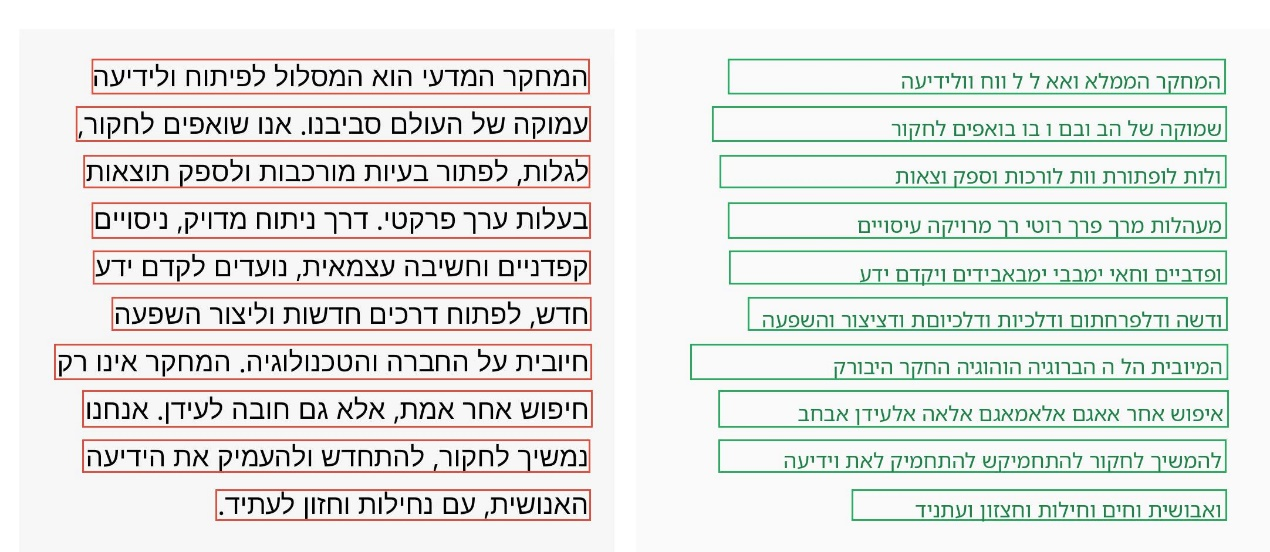 המחקר המדעי הוא המסלול לפיתוח ולידיעה
עמוקה של העולם סביבנו. אנו שואפים לחקור,
לגלות, לפתור בעיות מורכבות ולספק תוצאות
בעלות ערך פרקטי. דרך ניתוח מדויק, ניסויים
קפדניים וחשיבה עצמאית, נועדים לקדם ידע
חדש, לפתוח דרכים חדשות וליצור השפעה
חיובית על החברה והטכנולוגיה. המחקר אינו רק
חיפוש אחר אמת, אלא גם חובה לעידן. אנחנו
נמשיך לחקור, להתחדש ולהעמיק את הידיעה
האנושית, עם נחילות וחזון לעתיד.
המחקר הממלא ואא ל ל ווח וולידיעה
שמוקה של הב ובם ו בו בואפים לחקור
ולות לופתורת וות לורכות וספק וצאות
מעהלות מרך פרך רוטי רך מרויקה עיסויים
ופדביים וחאי ימבבי ימבאבידים ויקדם ידע
ודשה ודלפרחתום ודלכיות ודלכיוםת ודציצור והשפעה
המיובית הל ה הברוגיה הוהוגיה החקר היבורק
איפוש אחר אאגם אלאמאגם אלאה אלעידן אבחב
להמשיך לחקור להתחמיקש להתחמיק לאת וידיעה
ואבושית וחים וחילות וחצזון ועתניד